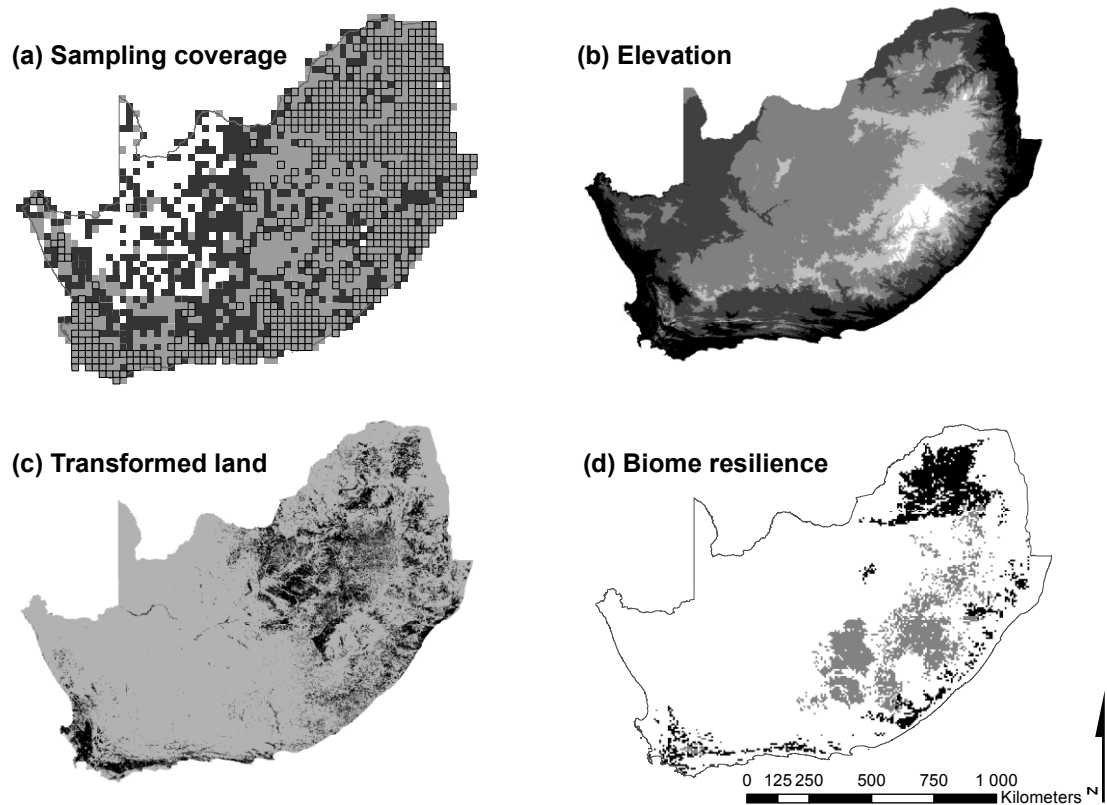 (a) Sampling coverage
(b) Elevation
(c) Transformed land
(d) Biome resilience
0 125 250 500 750 1 000
Kilometers
N